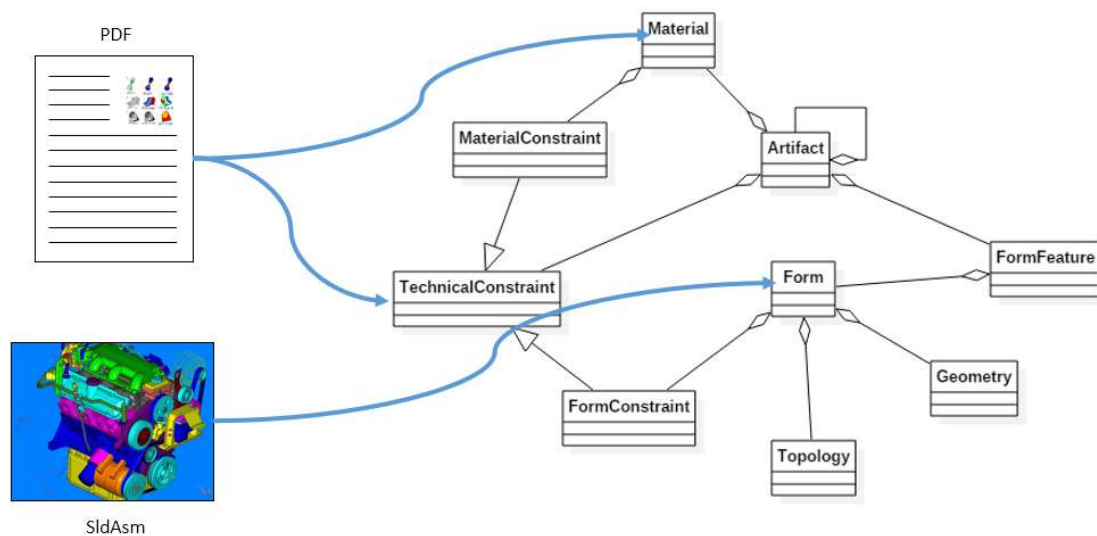 PDF
Material
MaterialConstraint
Artifact
TechnicalConstraint
Form
FormFeature
FormConstraint
Geometry
Topology
SldAsm